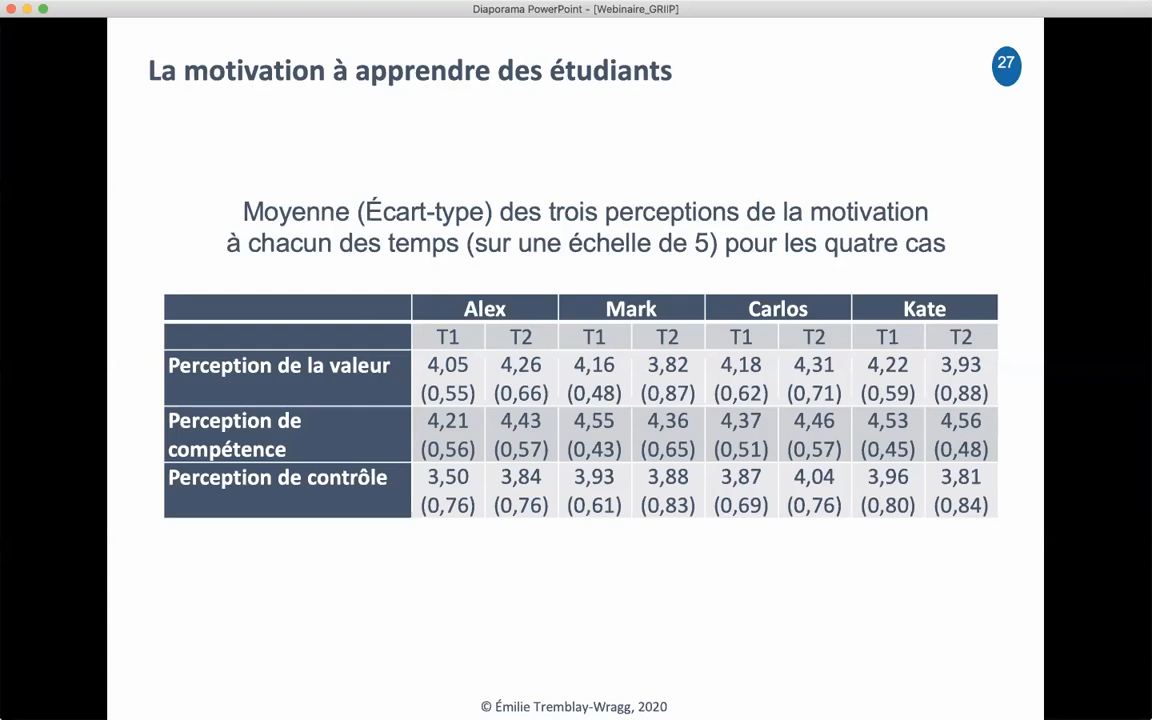 Diaporama PowerPoint - [Webinaire_GRIIP]
La motivation à apprendre des étudiants
27
Moyenne (Écart-type) des trois perceptions de la motivation
à chacun des temps (sur une échelle de 5) pour les quatre cas
Alex Mark Carlos Kate
T1 T2 T1 T2 T1 T2 T1 T2
Perception de la valeur 4,05 4,26 4,16 3,82 4,18 4,31 4,22 3,93
(0,55) (0,66) (0,48) (0,87) (0,62) (0,71) (0,59) (0,88)
Perception de 4,21 4,43 4,55 4,36 4,37 4,46 4,53 4,56
compétence (0,56) (0,57) (0,43) (0,65) (0,51) (0,57) (0,45) (0,48)
Perception de contrôle 3,50 3,84 3,93 3,88 3,87 4,04 3,96 3,81
(0,76) (0,76) (0,61) (0,83) (0,69) (0,76) (0,80) (0,84)
© Émilie Tremblay-Wragg, 2020